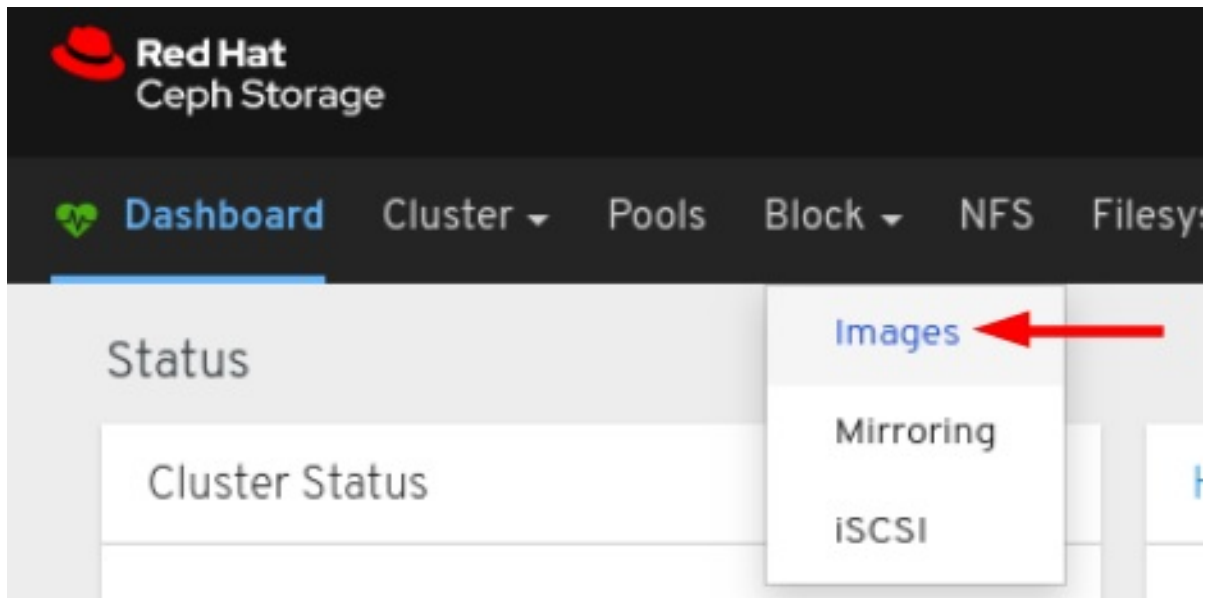 Red Hat
Ceph Storage
Dashboard Cluster Pools Block NFS
Images
Status
Mirroring
Cluster Status
iSCSI